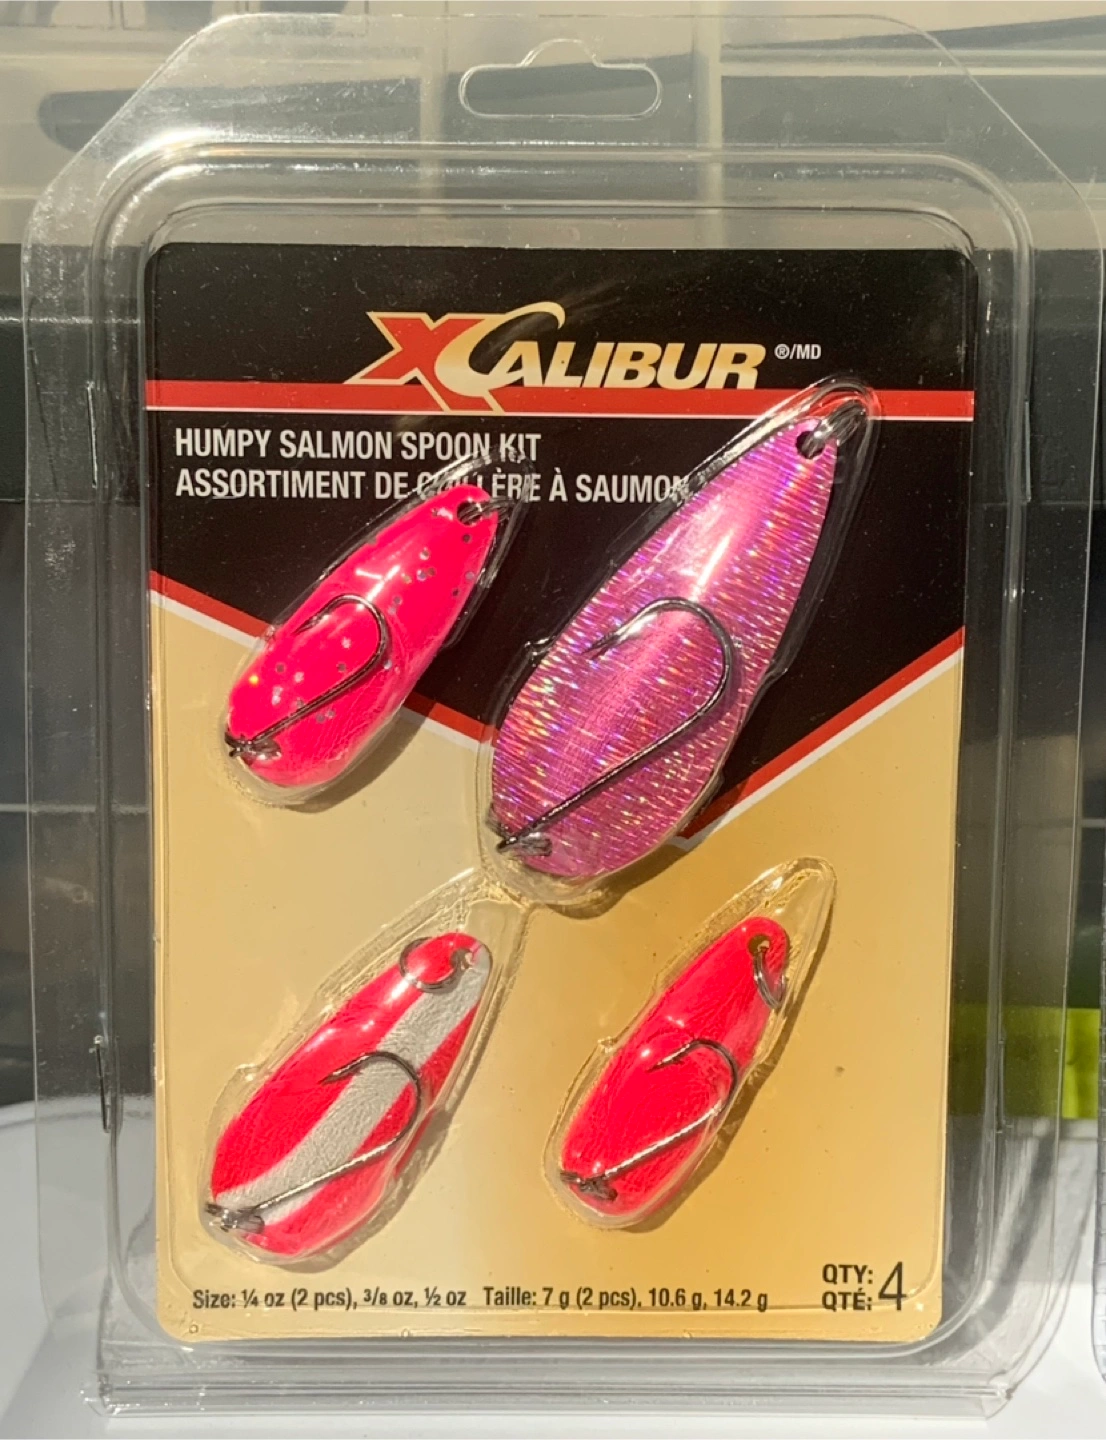 XCALIBUR ®/MD
HUMPY SALMON SPOON KIT
ASSORTIMENT DE CUILLÈRE À SAUMON
Size: ¼ oz (2 pcs), 3/8 oz, ½ oz Taille: 7 g (2 pcs), 10.6 g, 14.2 g
QTY: 4
QTÉ: